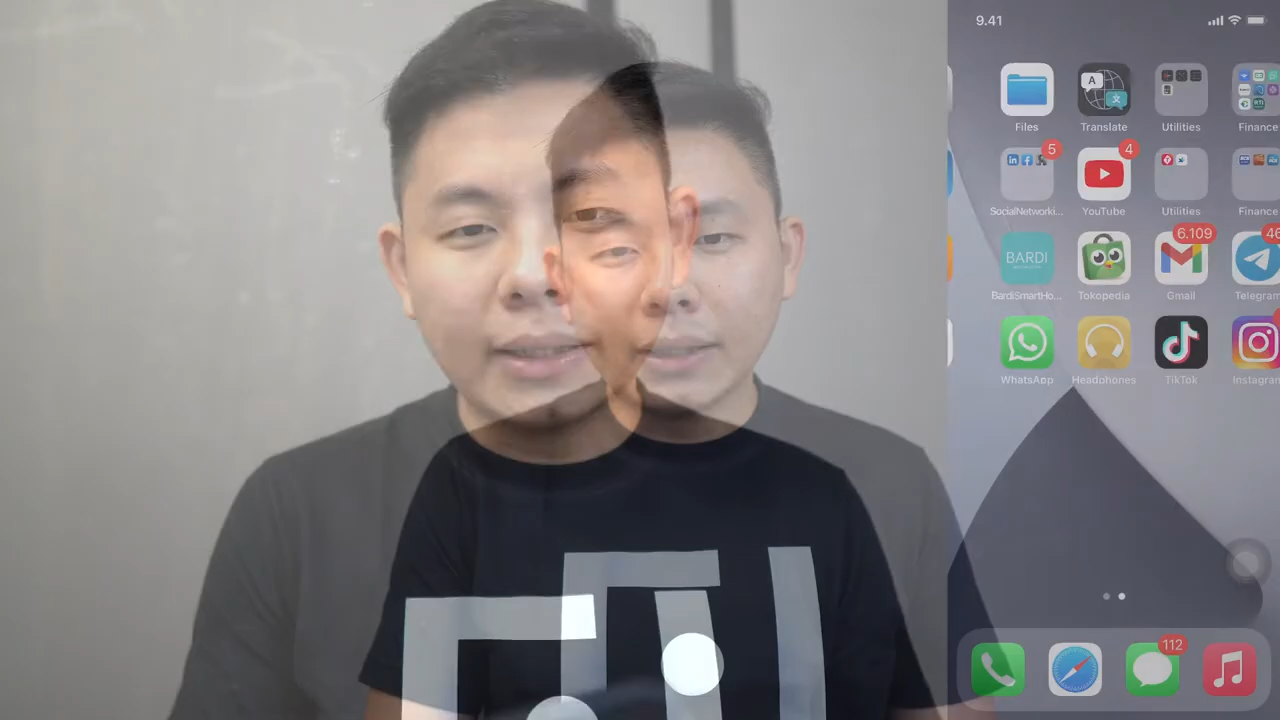 9.41
Files Translate Utilities Finance
5 4
SocialNetworki... YouTube Utilities Finance
6.109 46
BARDI
BardiSmartHo... Tokopedia Gmail Telegram
WhatsApp Headphones TikTok Instagram
112